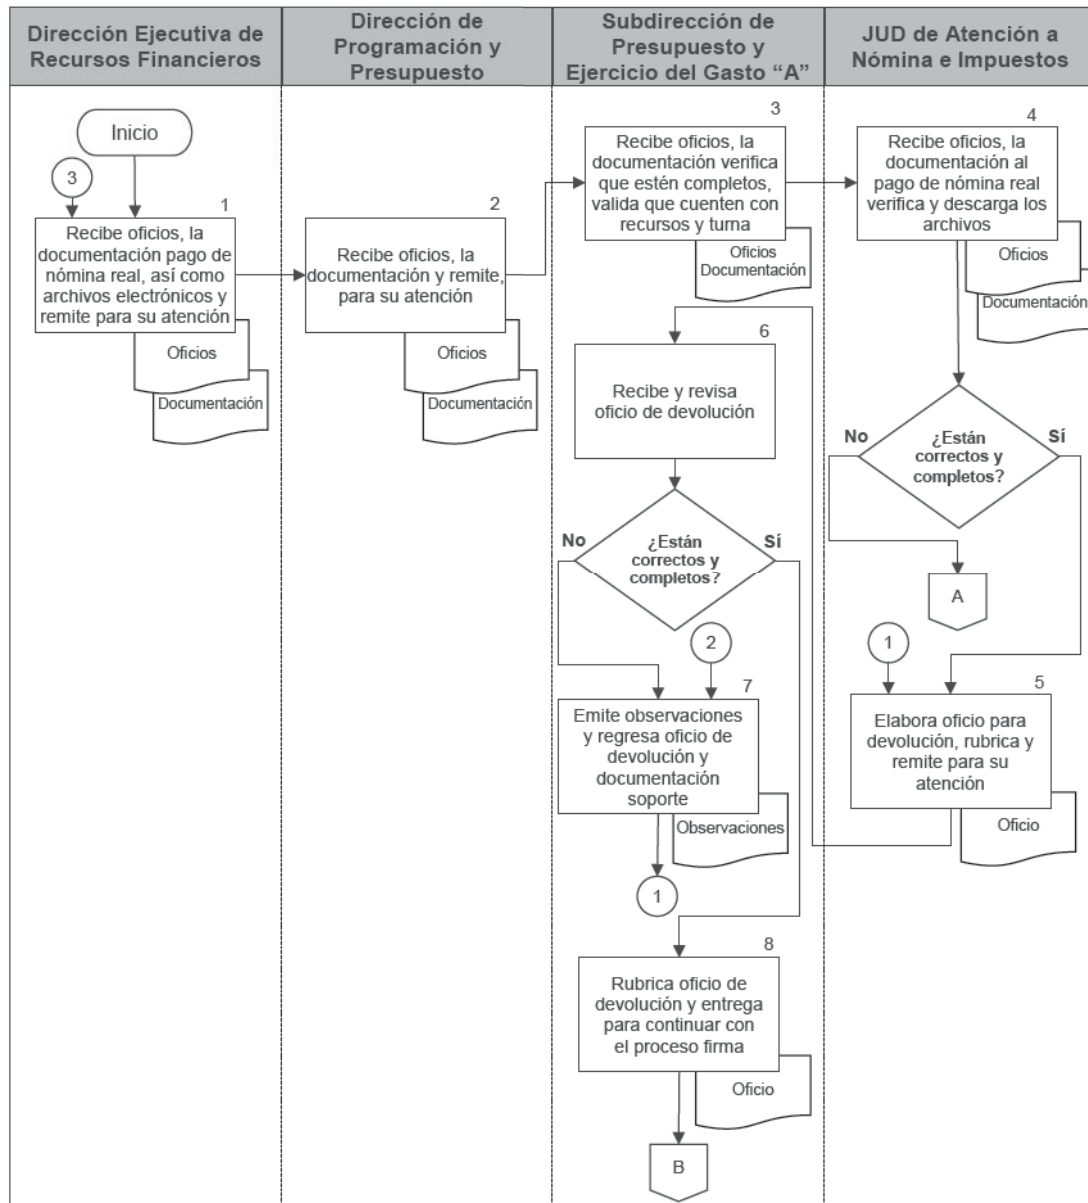 Dirección Ejecutiva de
Recursos Financieros
Dirección de
Programación y
Presupuesto
Subdirección de
Presupuesto y
Ejercicio del Gasto “A”
JUD de Atención a
Nómina e Impuestos
Inicio
3
1
Recibe oficios, la
documentación pago de
nómina real, así como
archivos electrónicos y
remite para su atención
Oficios
Documentación
2
Recibe oficios, la
documentación y remite,
para su atención
Oficios
Documentación
3
Recibe oficios, la
documentación verifica
que estén completos,
valida que cuenten con
recursos y turna
Oficios
Documentación
4
Recibe oficios, la
documentación al
pago de nómina real
verifica y descarga los
archivos
Oficios
Documentación
¿Están
correctos y
completos?
No
Sí
A
1
5
Elabora oficio para
devolución, rubrica y
remite para su
atención
Oficio
6
Recibe y revisa
oficio de devolución
¿Están
correctos y
completos?
No
Sí
2
7
Emite observaciones
y regresa oficio de
devolución y
documentación
soporte
Observaciones
1
8
Rubrica oficio de
devolución y entrega
para continuar con
el proceso firma
Oficio
B